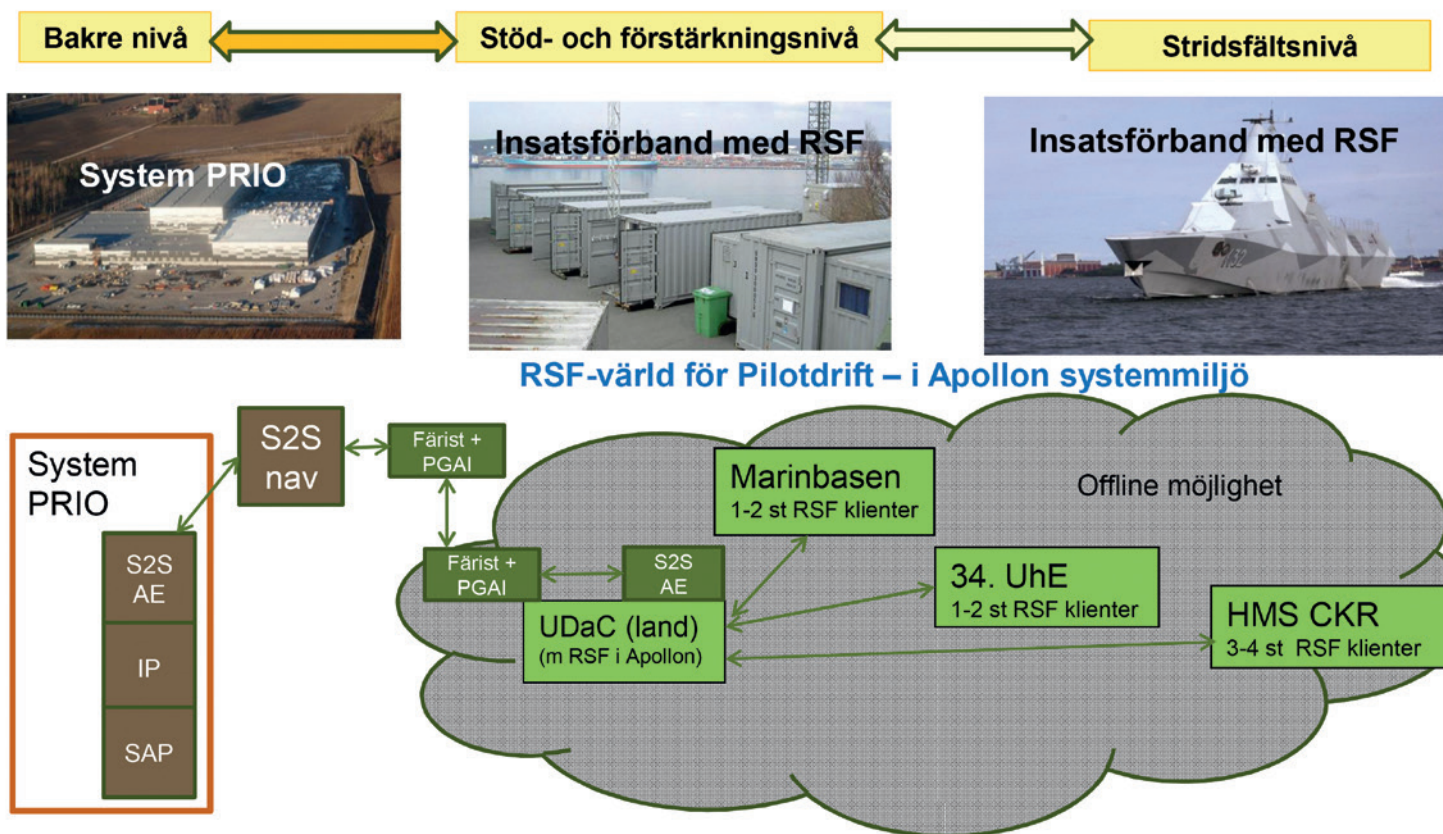 Bakre nivå
Stöd- och förstärkningsnivå
Stridsfältsnivå
System PRIO
Insatsförband med RSF
Insatsförband med RSF
RSF-värld för Pilotdrift – i Apollon systemmiljö
System
PRIO
S2S
AE
IP
SAP
S2S
nav
Färist +
PGAI
Färist +
PGAI
S2S
AE
UDaC (land)
(m RSF i Apollon)
Marinbasen
1-2 st RSF klienter
Offline möjlighet
34. UhE
1-2 st RSF klienter
HMS CKR
3-4 st RSF klienter